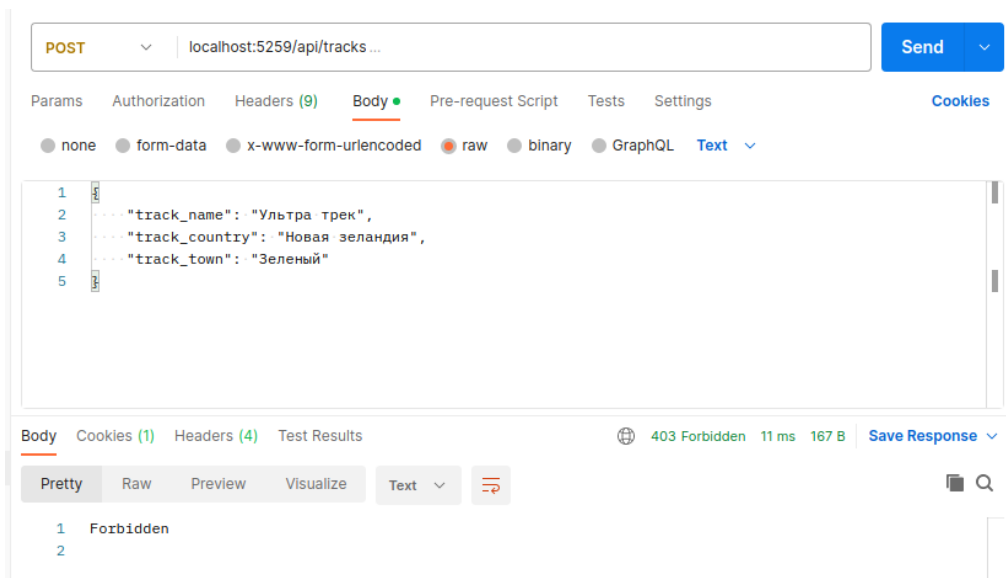 POST localhost:5259/api/tracks... Send
Params Authorization Headers (9) Body Pre-request Script Tests Settings Cookies
none form-data x-www-form-urlencoded raw binary GraphQL Text
1 {
2 "track_name": "Ультра трек",
3 "track_country": "Новая зеландия",
4 "track_town": "Зеленый"
5 }
Body Cookies (1) Headers (4) Test Results 403 Forbidden 11 ms 167 B Save Response
Pretty Raw Preview Visualize Text
1 Forbidden
2